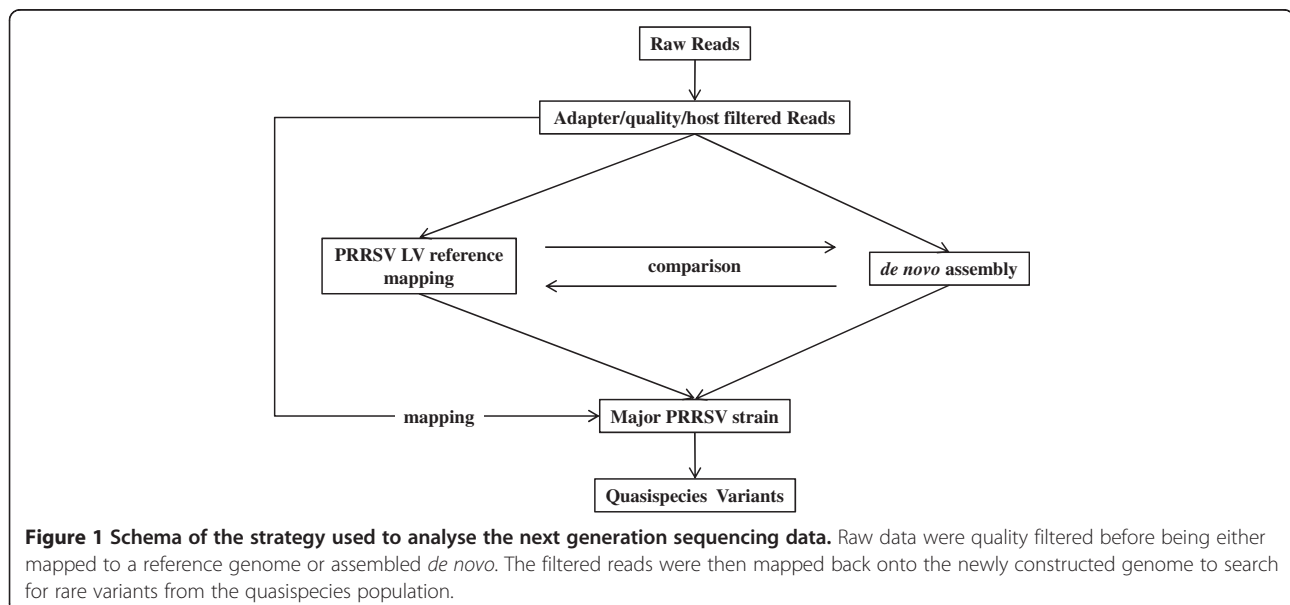 Raw Reads
Adapter/quality/host filtered Reads
PRRSV LV reference
mapping
comparison
de novo assembly
mapping
Major PRRSV strain
Quasispecies Variants
Figure 1 Schema of the strategy used to analyse the next generation sequencing data. Raw data were quality filtered before being either
mapped to a reference genome or assembled de novo. The filtered reads were then mapped back onto the newly constructed genome to search
for rare variants from the quasispecies population.